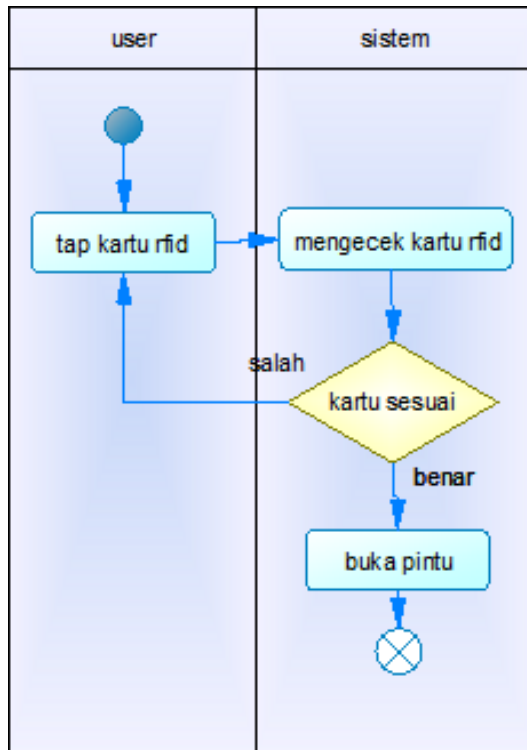 user
sistem
tap kartu rfid
mengecek kartu rfid
salah
kartu sesuai
benar
buka pintu